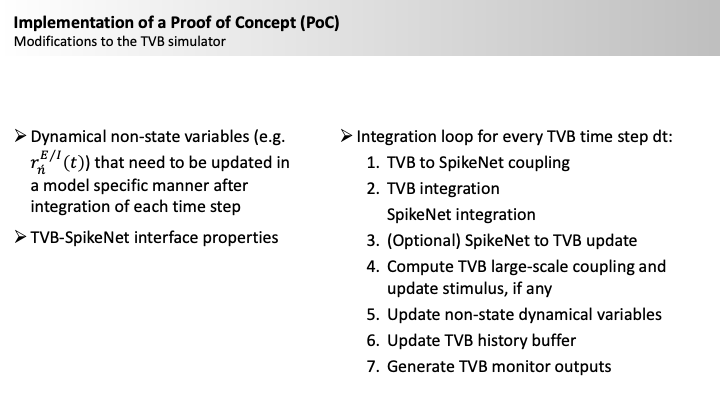 Implementation of a Proof of Concept (PoC)
Modifications to the TVB simulator
➢ Dynamical non-state variables (e.g.
r_ń^{E/I}(t)) that need to be updated in
a model specific manner after
integration of each time step
➢ TVB-SpikeNet interface properties
➢ Integration loop for every TVB time step dt:
1. TVB to SpikeNet coupling
2. TVB integration
SpikeNet integration
3. (Optional) SpikeNet to TVB update
4. Compute TVB large-scale coupling and
update stimulus, if any
5. Update non-state dynamical variables
6. Update TVB history buffer
7. Generate TVB monitor outputs